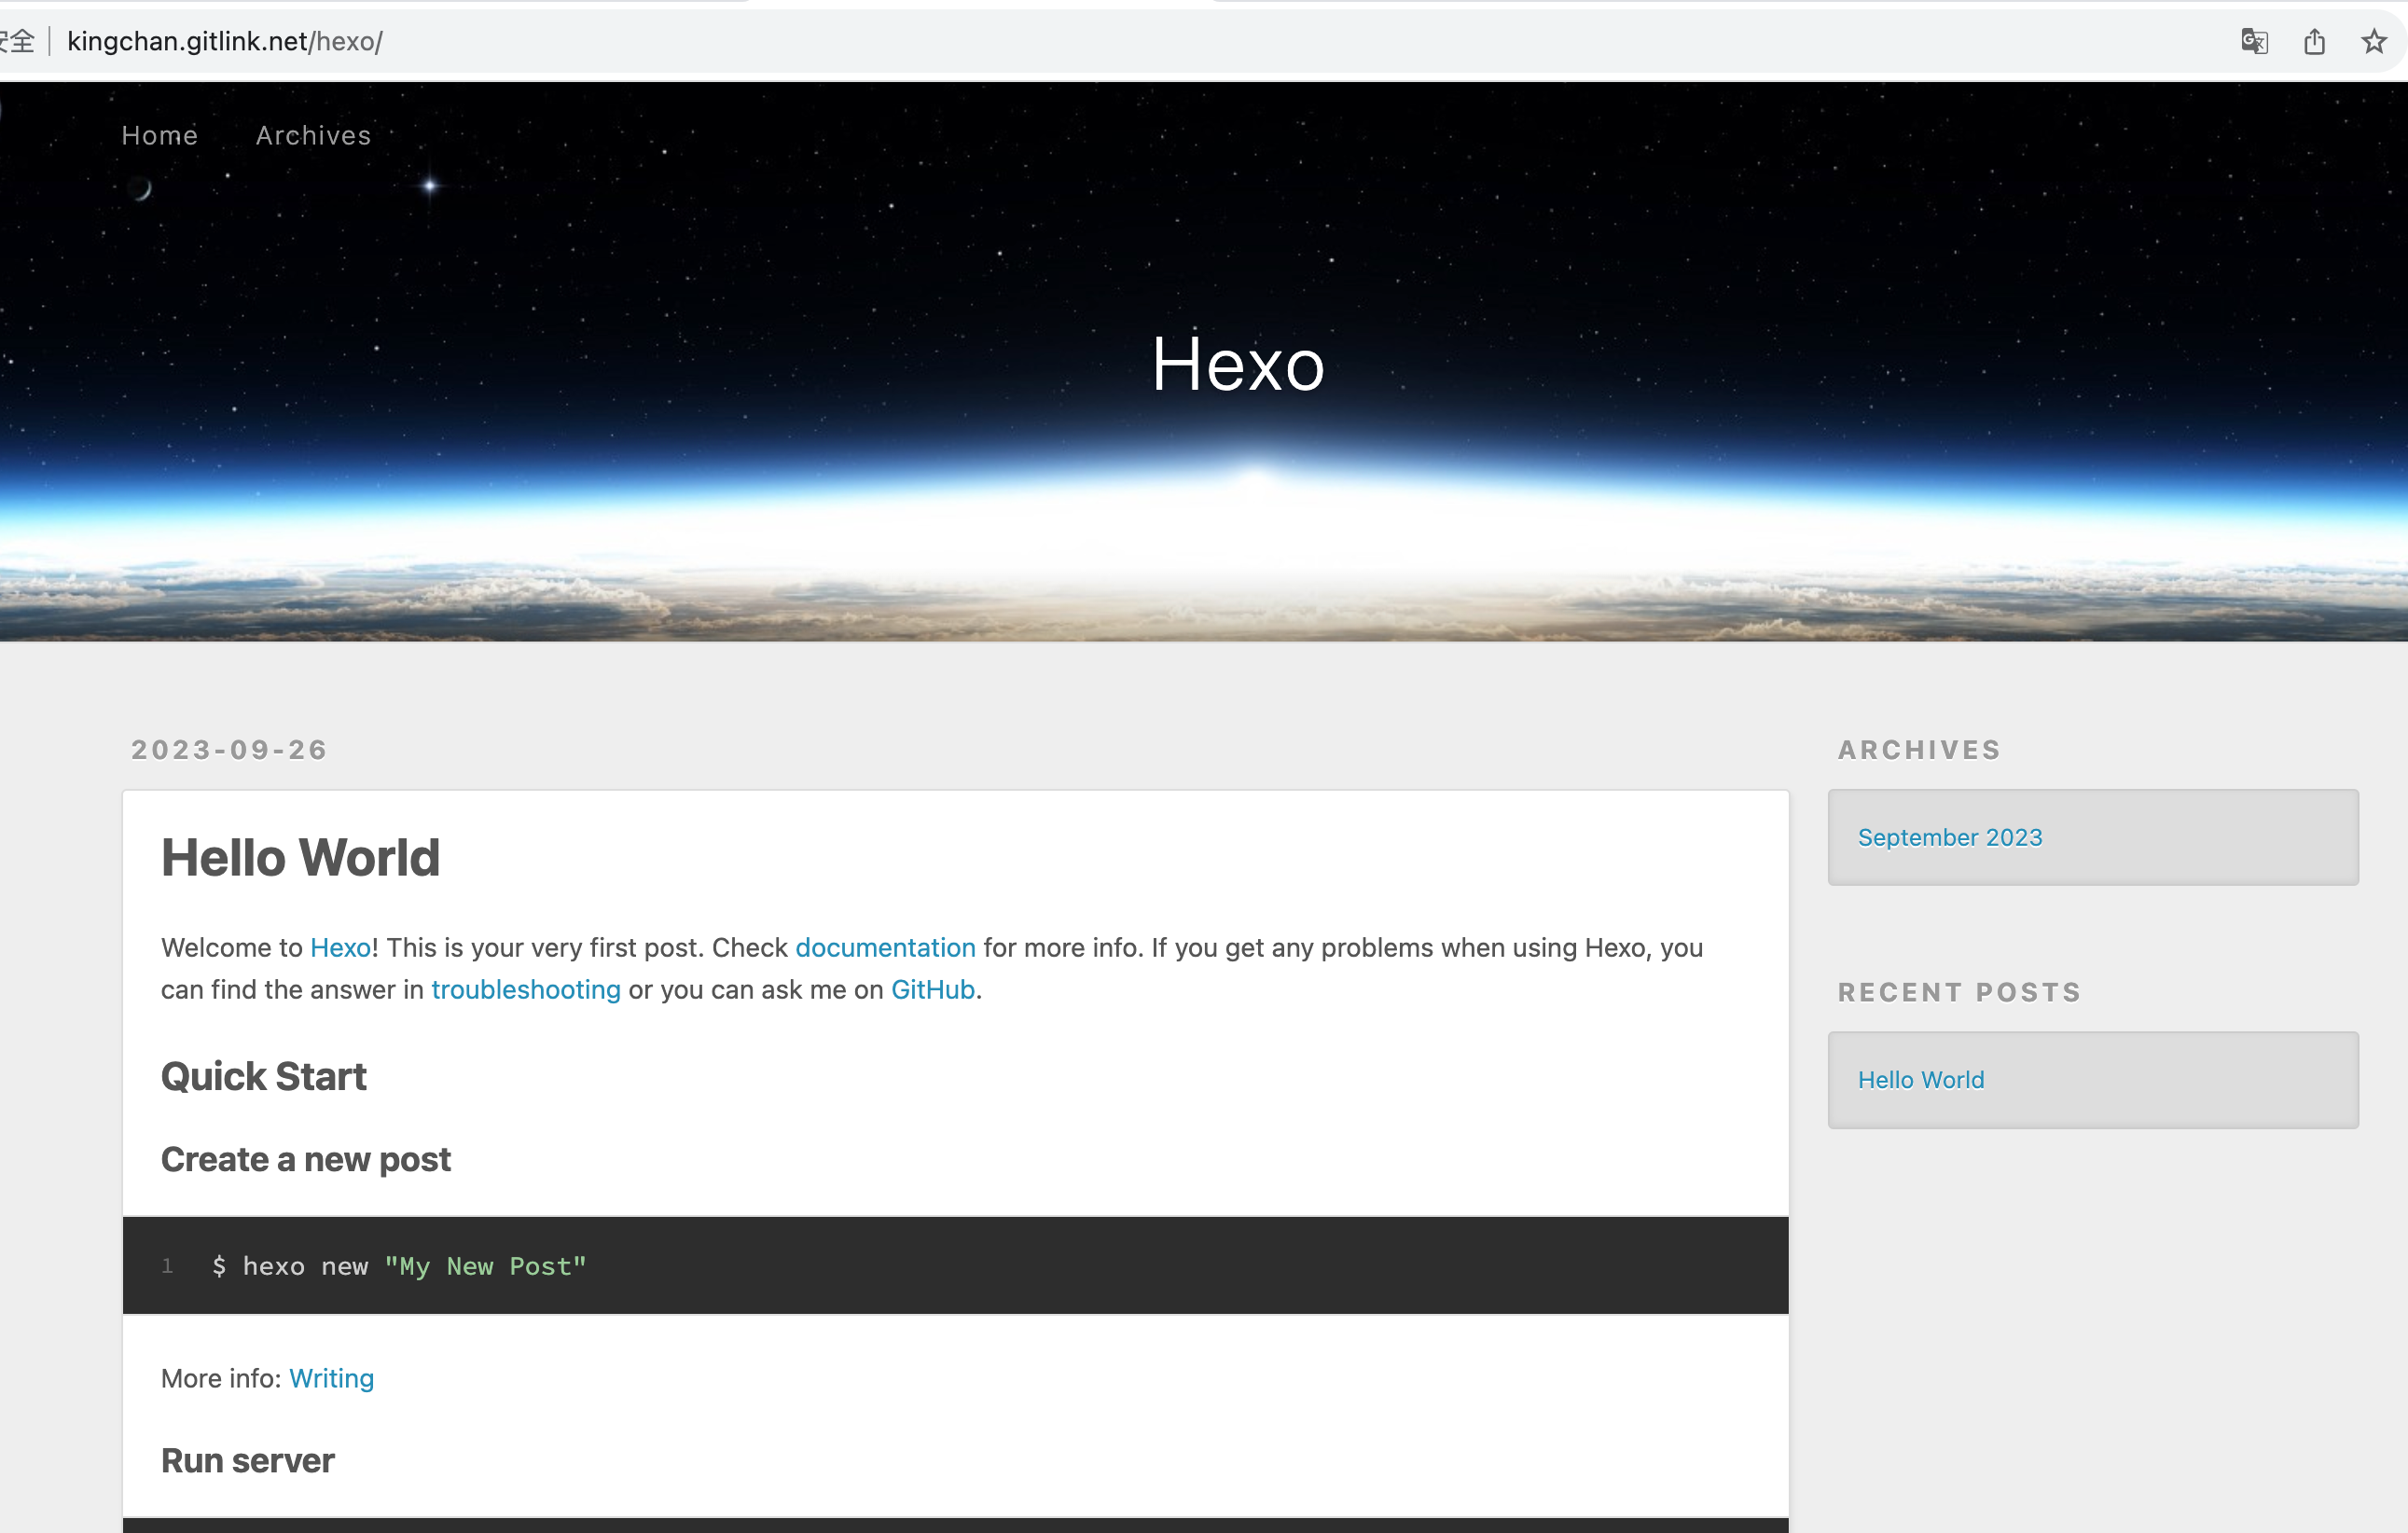 全 kingchan.gitlink.net/hexo/
Home Archives
Hexo
2023-09-26
Hello World
Welcome to Hexo! This is your very first post. Check documentation for more info. If you get any problems when using Hexo, you
can find the answer in troubleshooting or you can ask me on GitHub.
Quick Start
Create a new post
1 $ hexo new "My New Post"
More info: Writing
Run server
ARCHIVES
September 2023
RECENT POSTS
Hello World